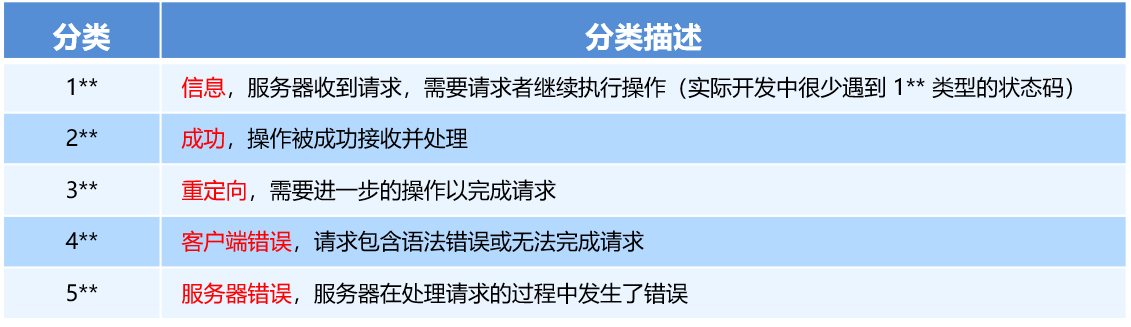 分类 分类描述
1** 信息，服务器收到请求，需要请求者继续执行操作（实际开发中很少遇到 1** 类型的状态码）
2** 成功，操作被成功接收并处理
3** 重定向，需要进一步的操作以完成请求
4** 客户端错误，请求包含语法错误或无法完成请求
5** 服务器错误，服务器在处理请求的过程中发生了错误